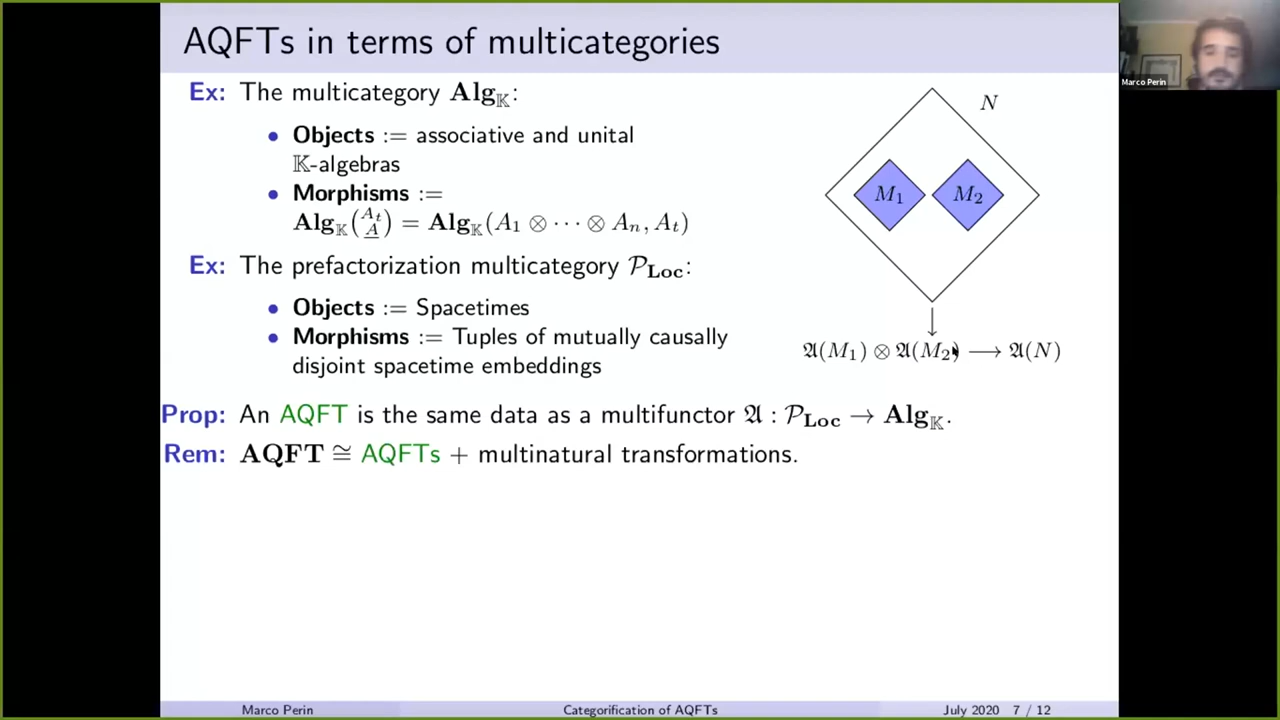 AQFTs in terms of multicategories
Ex: The multicategory Alg𝕂:
• Objects := associative and unital
𝕂-algebras
• Morphisms :=
Alg𝕂(At A) = Alg𝕂(A1 ⊗ ⋯ ⊗ An, At)
Ex: The prefactorization multicategory 𝒫Loc:
• Objects := Spacetimes
• Morphisms := Tuples of mutually causally
disjoint spacetime embeddings
N
M1 M2
↓
𝔄(M1) ⊗ 𝔄(M2) ⟶ 𝔄(N)
Prop: An AQFT is the same data as a multifunctor 𝔄 : 𝒫Loc → Alg𝕂.
Rem: AQFT ≅ AQFTs + multinatural transformations.
Marco Perin Categorification of AQFTs July 2020 7 / 12
Marco Perin